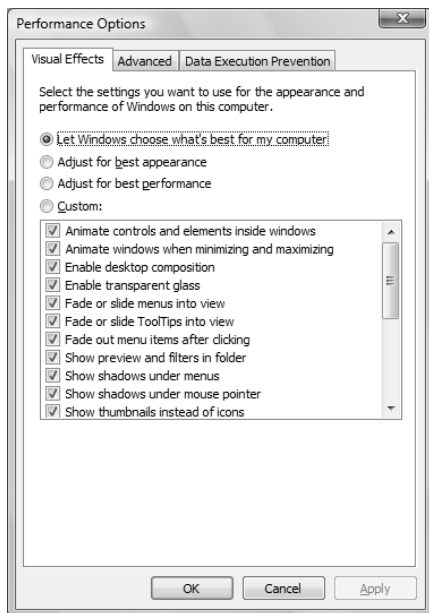 Performance Options
Visual Effects Advanced Data Execution Prevention
Select the settings you want to use for the appearance and
performance of Windows on this computer.
Let Windows choose what's best for my computer
Adjust for best appearance
Adjust for best performance
Custom:
Animate controls and elements inside windows
Animate windows when minimizing and maximizing
Enable desktop composition
Enable transparent glass
Fade or slide menus into view
Fade or slide ToolTips into view
Fade out menu items after clicking
Show preview and filters in folder
Show shadows under menus
Show shadows under mouse pointer
Show thumbnails instead of icons
OK Cancel Apply